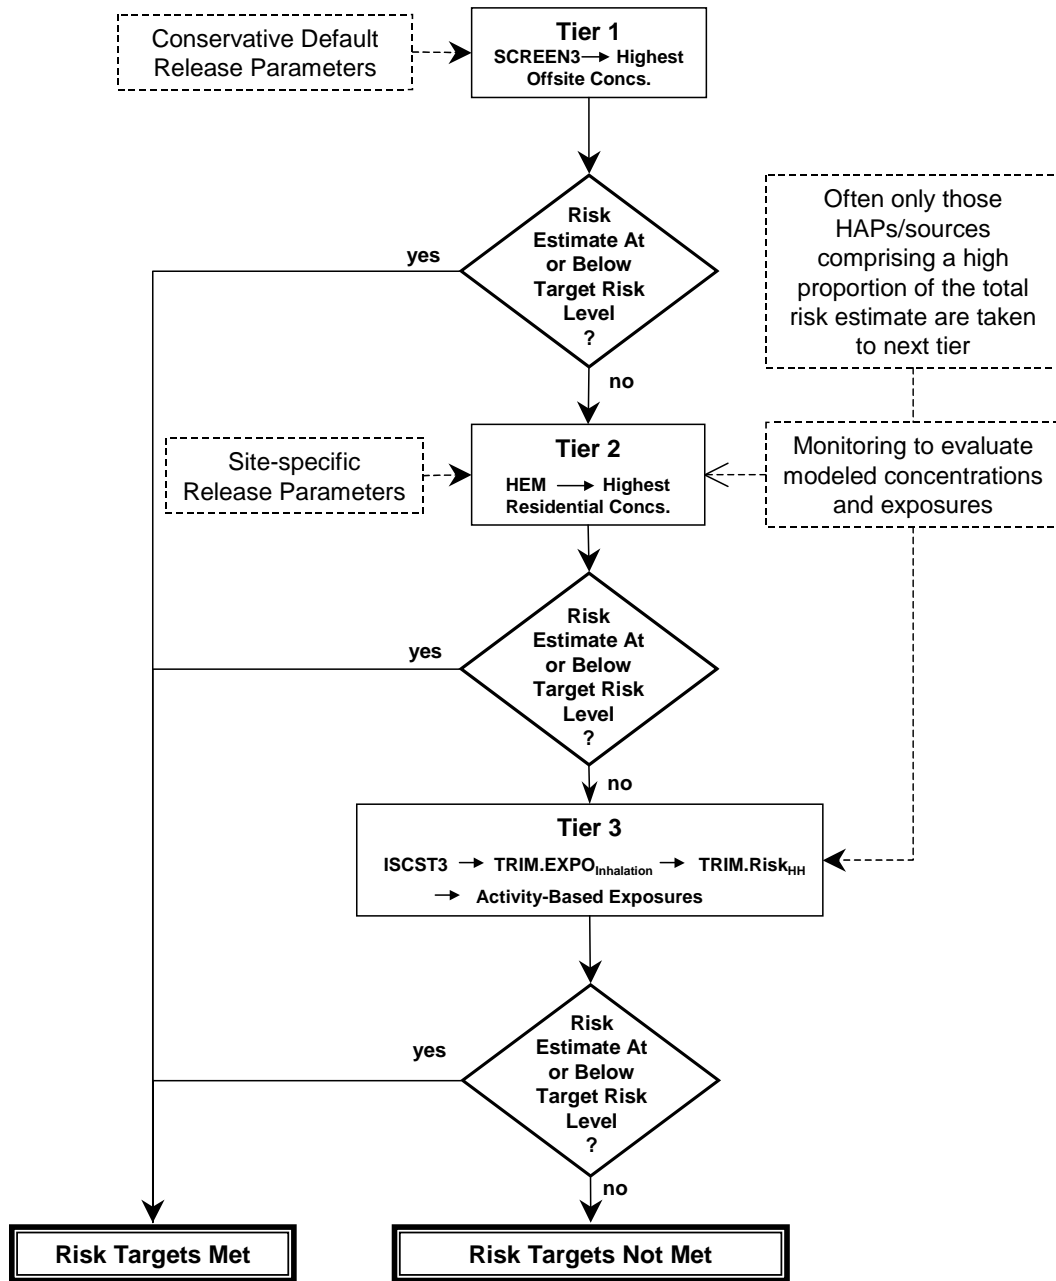 Conservative Default
Release Parameters
Tier 1
SCREEN3 → Highest
Offsite Concs.
Risk
Estimate At
or Below
Target Risk
Level
?
yes
no
Often only those
HAPs/sources
comprising a high
proportion of the total
risk estimate are taken
to next tier
Site-specific
Release Parameters
Tier 2
HEM → Highest
Residential Concs.
Monitoring to evaluate
modeled concentrations
and exposures
Risk
Estimate At
or Below
Target Risk
Level
?
yes
no
Tier 3
ISCST3 → TRIM.EXPOInhalation → TRIM.RiskHH
→ Activity-Based Exposures
Risk
Estimate At
or Below
Target Risk
Level
?
yes
no
Risk Targets Met
Risk Targets Not Met